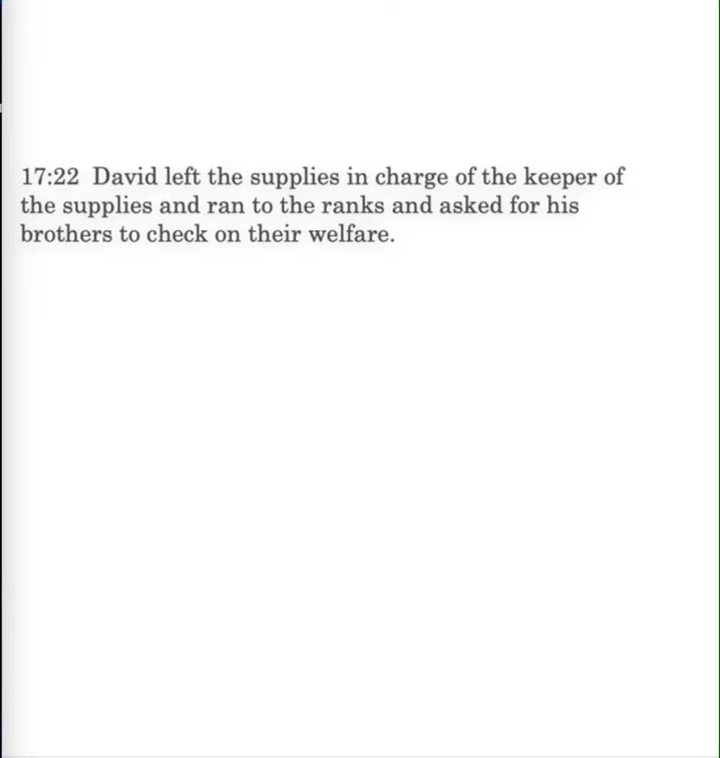 17:22 David left the supplies in charge of the keeper of
the supplies and ran to the ranks and asked for his
brothers to check on their welfare.